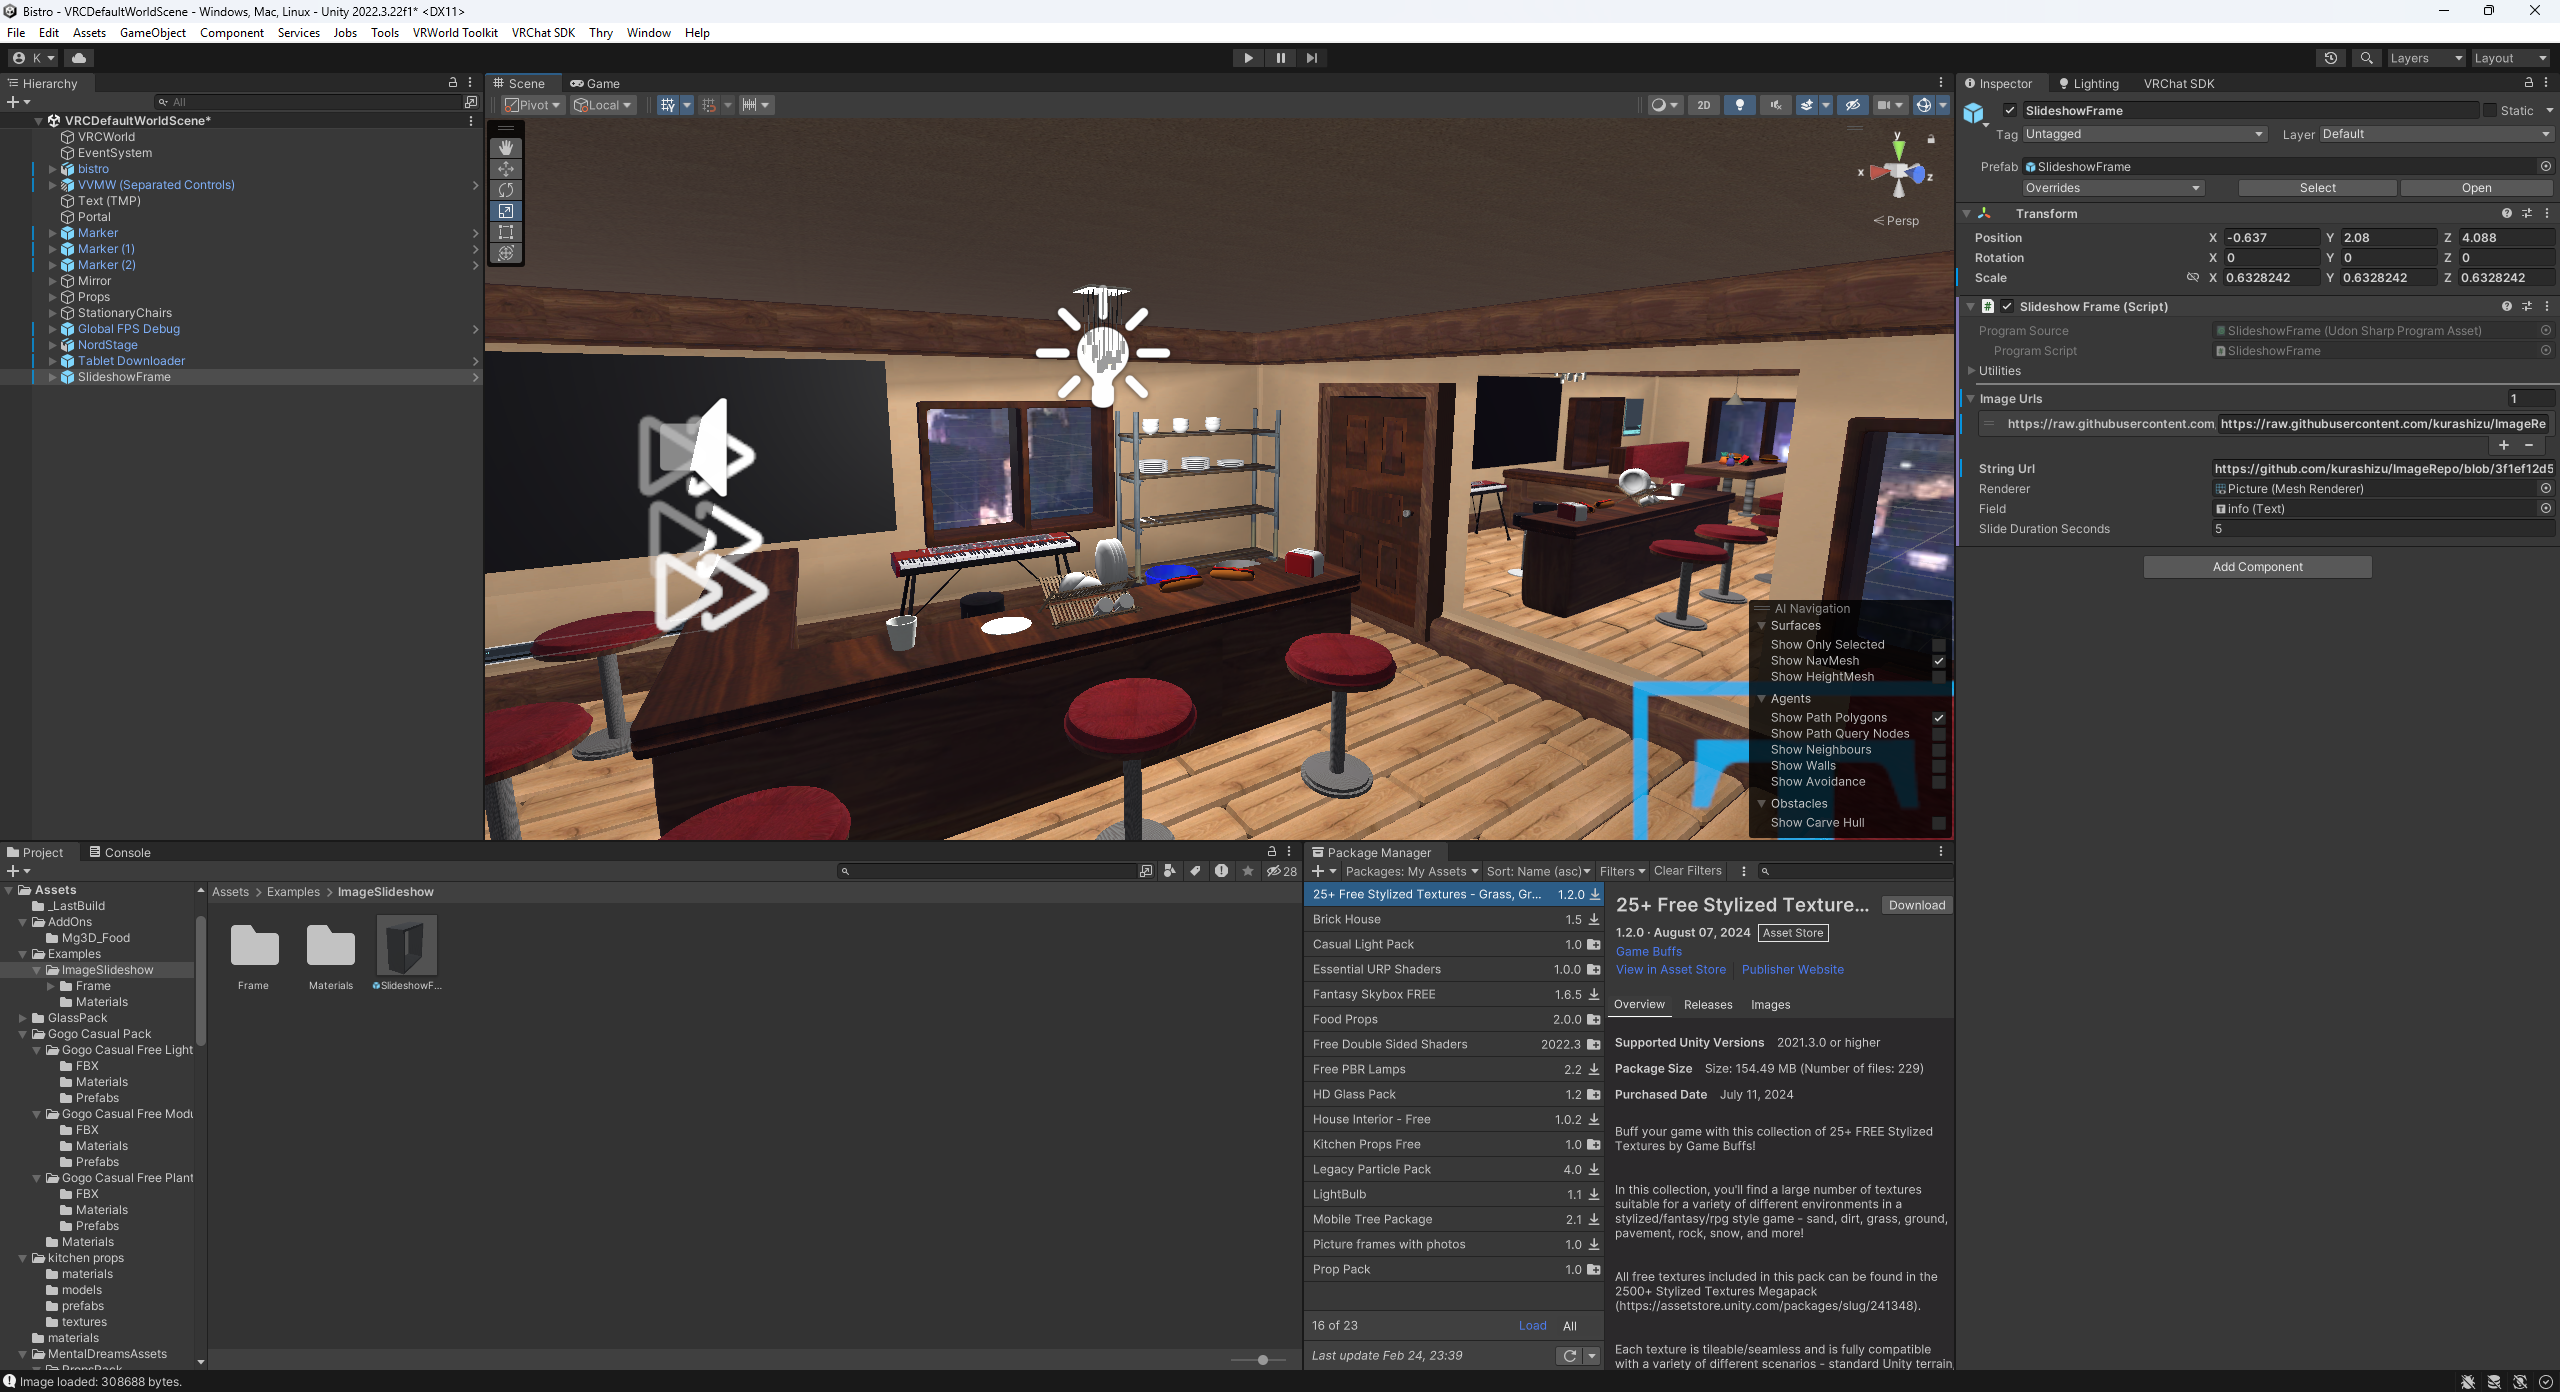 Bistro - VRCDefaultWorldScene - Windows, Mac, Linux - Unity 2022.3.22f1* <DX11>
File Edit Assets GameObject Component Services Jobs Tools VRWorld Toolkit VRChat SDK Thry Window Help
K
Layers Layout
Hierarchy
All
VRCDefaultWorldScene*
VRCWorld
EventSystem
bistro
VVMW (Separated Controls)
Text (TMP)
Portal
Marker
Marker (1)
Marker (2)
Mirror
Props
StationaryChairs
Global FPS Debug
NordStage
Tablet Downloader
SlideshowFrame
Scene Game
Pivot Local 2D
y
x z
Persp
AI Navigation
Surfaces
Show Only Selected
Show NavMesh
Show HeightMesh
Agents
Show Path Polygons
Show Path Query Nodes
Show Neighbours
Show Walls
Show Avoidance
Obstacles
Show Carve Hull
Inspector Lighting VRChat SDK
SlideshowFrame Static
Tag Untagged Layer Default
Prefab SlideshowFrame
Overrides Select Open
Transform
Position X -0.637 Y 2.08 Z 4.088
Rotation X 0 Y 0 Z 0
Scale X 0.6328242 Y 0.6328242 Z 0.6328242
Slideshow Frame (Script)
Program Source SlideshowFrame (Udon Sharp Program Asset)
Program Script SlideshowFrame
Utilities
Image Urls 1
https://raw.githubusercontent.com, https://raw.githubusercontent.com/kurashizu/ImageRe
String Url https://github.com/kurashizu/ImageRepo/blob/3f1ef12d5
Renderer Picture (Mesh Renderer)
Field info (Text)
Slide Duration Seconds 5
Add Component
Project Console
28
Assets
_LastBuild
AddOns
Mg3D_Food
Examples
ImageSlideshow
Frame
Materials
GlassPack
Gogo Casual Pack
Gogo Casual Free Light
FBX
Materials
Prefabs
Gogo Casual Free Modu
FBX
Materials
Prefabs
Gogo Casual Free Plant
FBX
Materials
Prefabs
Materials
kitchen props
materials
models
prefabs
textures
materials
MentalDreamsAssets
PropsPack
Assets > Examples > ImageSlideshow
Frame Materials SlideshowF...
Package Manager
Packages: My Assets Sort: Name (asc) Filters Clear Filters
25+ Free Stylized Textures - Grass, Gr... 1.2.0
Brick House 1.5
Casual Light Pack 1.0
Essential URP Shaders 1.0.0
Fantasy Skybox FREE 1.6.5
Food Props 2.0.0
Free Double Sided Shaders 2022.3
Free PBR Lamps 2.2
HD Glass Pack 1.2
House Interior - Free 1.0.2
Kitchen Props Free 1.0
Legacy Particle Pack 4.0
LightBulb 1.1
Mobile Tree Package 2.1
Picture frames with photos 1.0
Prop Pack 1.0
16 of 23 Load All
Last update Feb 24, 23:39
25+ Free Stylized Texture... Download
1.2.0 · August 07, 2024 Asset Store
Game Buffs
View in Asset Store Publisher Website
Overview Releases Images
Supported Unity Versions 2021.3.0 or higher
Package Size Size: 154.49 MB (Number of files: 229)
Purchased Date July 11, 2024
Buff your game with this collection of 25+ FREE Stylized
Textures by Game Buffs!
In this collection, you'll find a large number of textures
suitable for a variety of different environments in a
stylized/fantasy/rpg style game - sand, dirt, grass, ground,
pavement, rock, snow, and more!
All free textures included in this pack can be found in the
2500+ Stylized Textures Megapack
(https://assetstore.unity.com/packages/slug/241348).
Each texture is tileable/seamless and is fully compatible
with a variety of different scenarios - standard Unity terrain,
Image loaded: 308688 bytes.